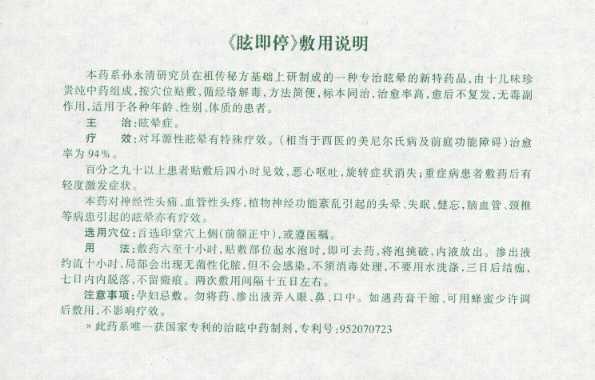 《眩即停》敷用说明
本药系孙永清研究员在祖传秘方基础上研制成的一种专治眩晕的新特药品,由十几味珍
贵纯中药组成,按穴位贴敷,循经络解毒、方法简便,标本同治,治愈率高,愈后不复发,无毒副
作用,适用于各种年龄、性别、体质的患者。
主 治:眩晕症。
疗 效:对耳源性眩晕有特殊疗效。(相当于西医的美尼尔氏病及前庭功能障碍)治愈
率为94%。
百分之九十以上患者贴敷后四小时见效,恶心呕吐,旋转症状消失;重症病患者敷药后有
轻度激发症状。
本药对神经性头痛、血管性头疼,植物神经功能紊乱引起的头晕、失眠、健忘,脑血管、颈椎
等病患引起的眩晕亦有疗效。
选用穴位:首选印堂穴上侧(前额正中),或遵医嘱。
用 法:敷药六至十小时,贴敷部位起水泡时,即可去药,将泡挑破、内液放出。渗出液
约流十小时,局部会出现无菌性化脓,但不会感染,不须消毒处理,不要用水洗涤,三日后结痂,
七日内内脱落,不留瘢痕。两次敷用间隔十五日左右。
注意事项:孕妇忌敷。勿将药、渗出液弄入眼、鼻、口中。如遇药膏干缩,可用蜂蜜少许调
后敷用,不影响疗效。
» 此药系唯一获国家专利的治眩中药制剂,专利号:952070723